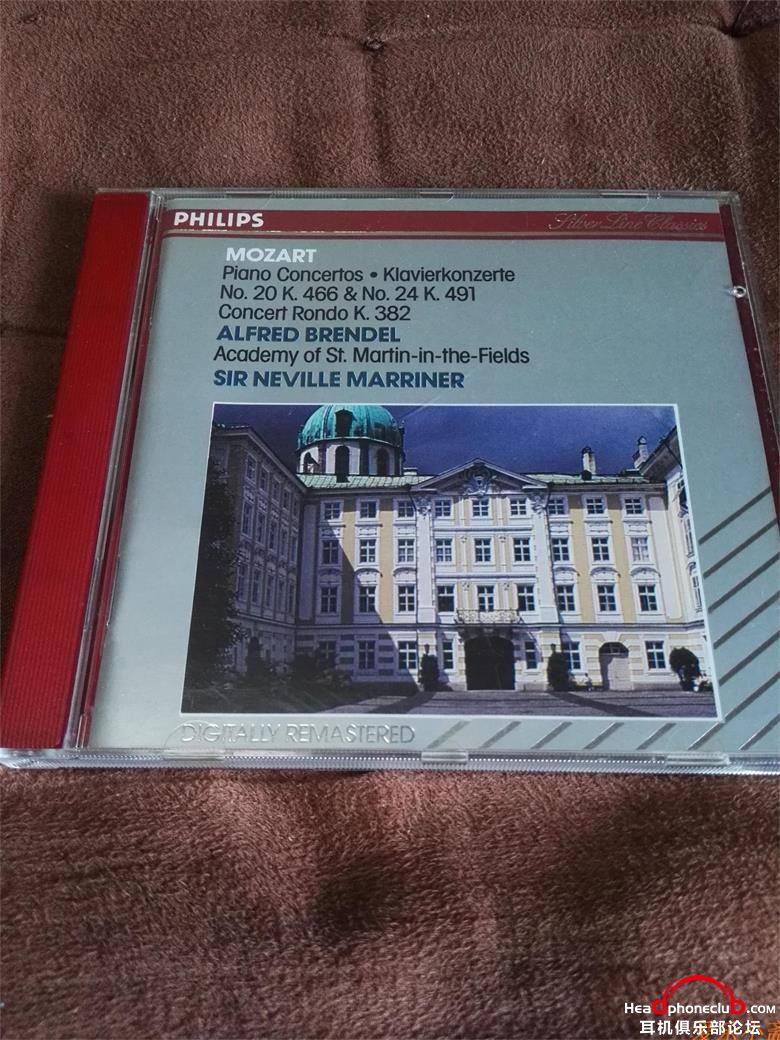 PHILIPS
Silver Line Classics
MOZART
Piano Concertos • Klavierkonzerte
No. 20 K. 466 & No. 24 K. 491
Concert Rondo K. 382
ALFRED BRENDEL
Academy of St. Martin-in-the-Fields
SIR NEVILLE MARRINER
DIGITALLY REMASTERED
Headphoneclub.com
耳机俱乐部论坛